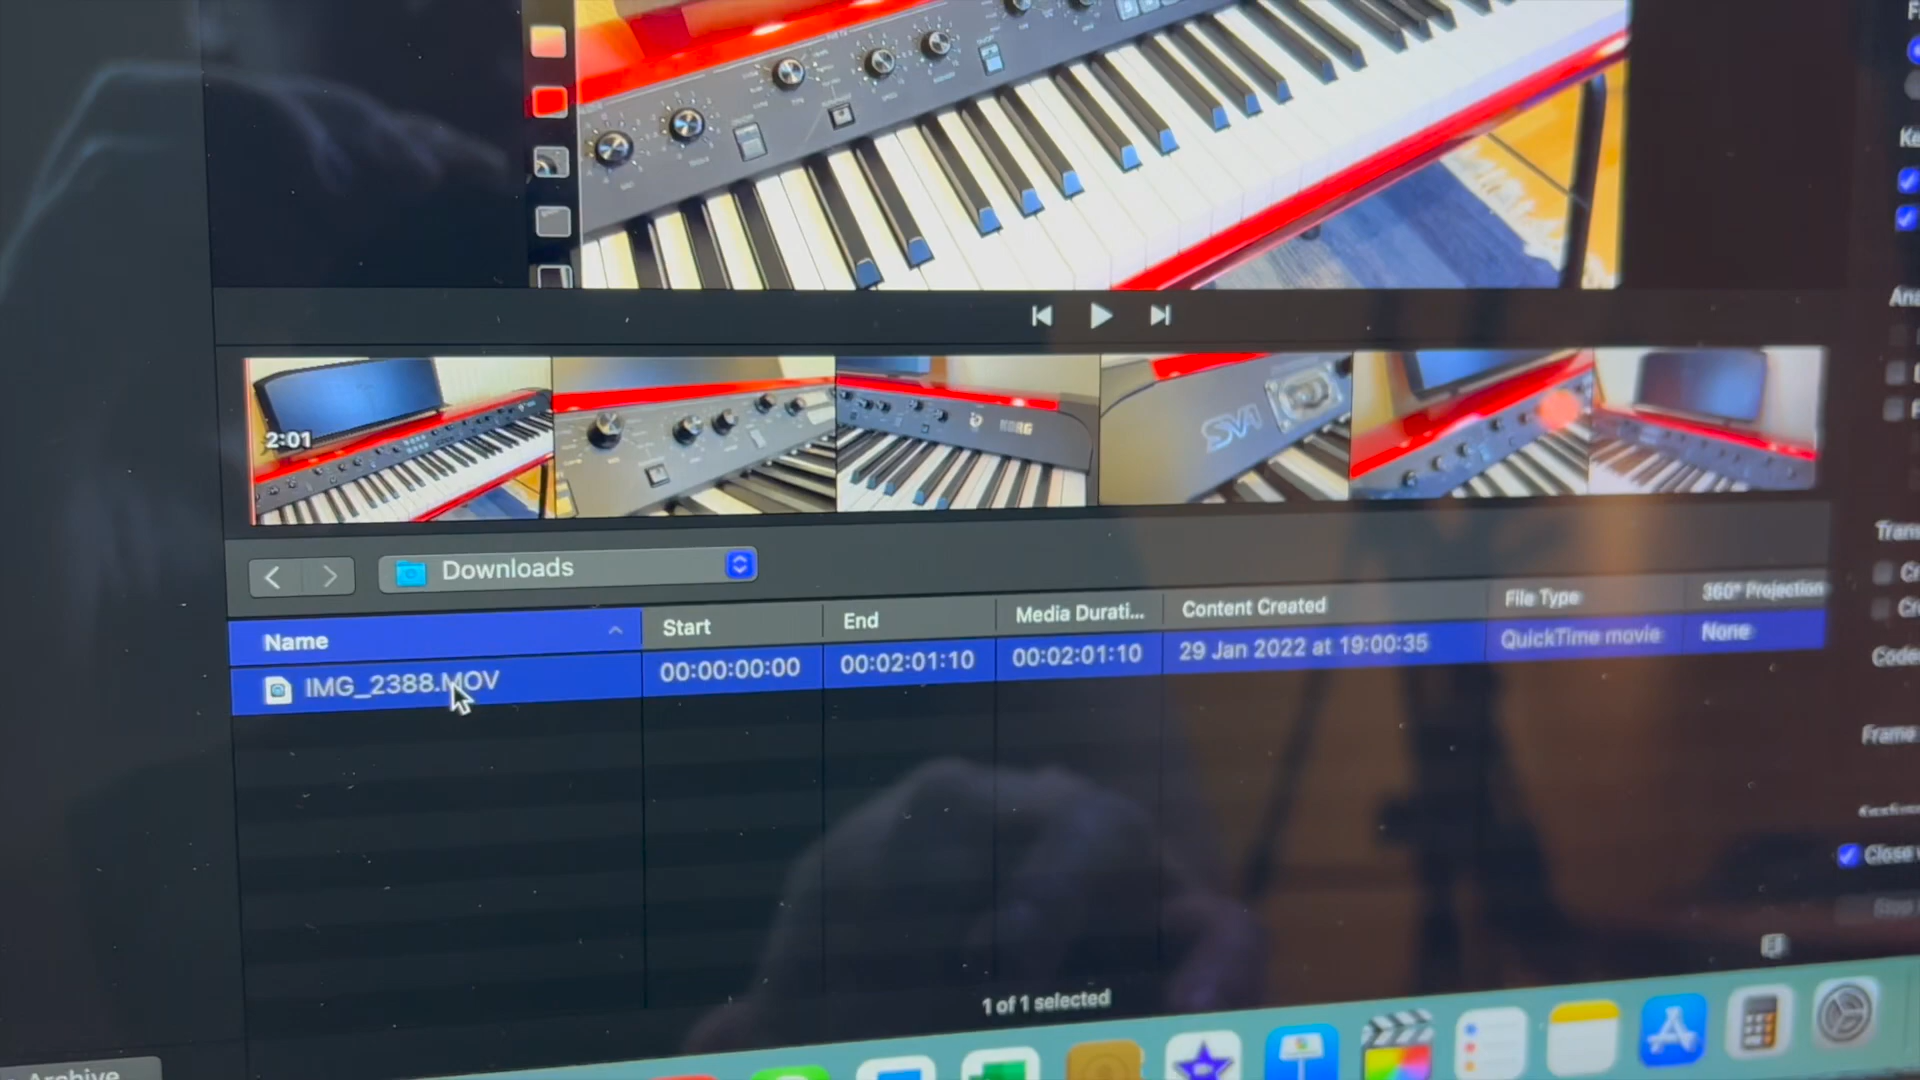 2:01
KORG
SV1
Downloads
Name Start End Media Durati... Content Created File Type 360° Projection
IMG_2388.MOV 00:00:00:00 00:02:01:10 00:02:01:10 29 Jan 2022 at 19:00:35 QuickTime movie None
Close
1 of 1 selected
Archive
Frame